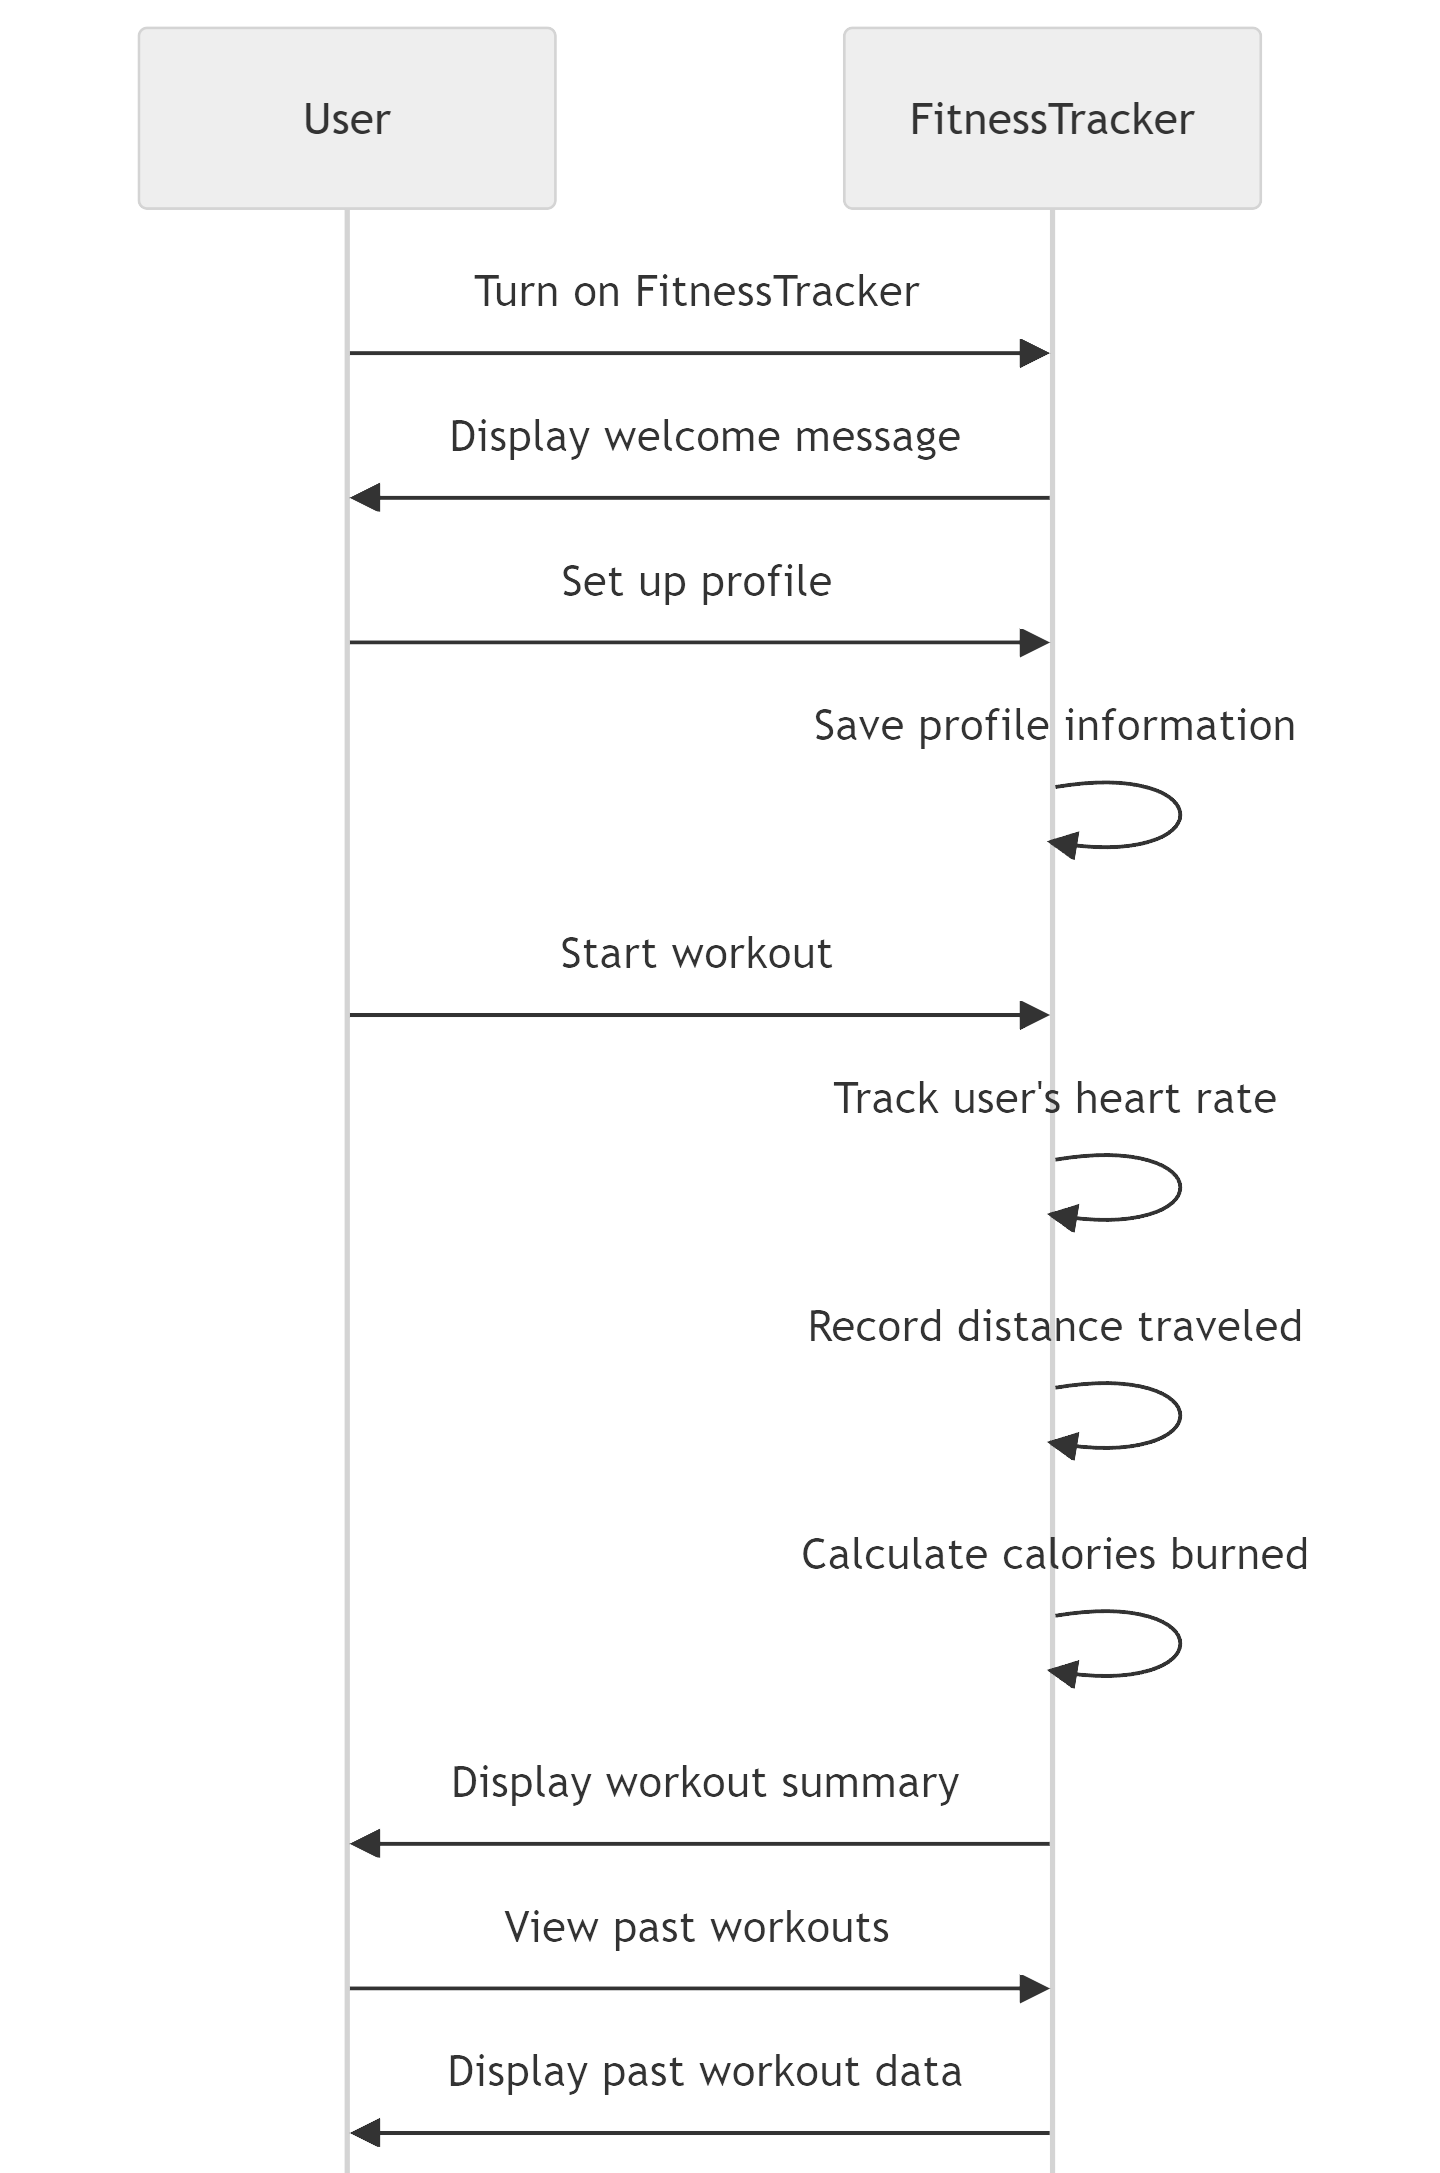 User
FitnessTracker
Turn on FitnessTracker
Display welcome message
Set up profile
Save profile information
Start workout
Track user's heart rate
Record distance traveled
Calculate calories burned
Display workout summary
View past workouts
Display past workout data